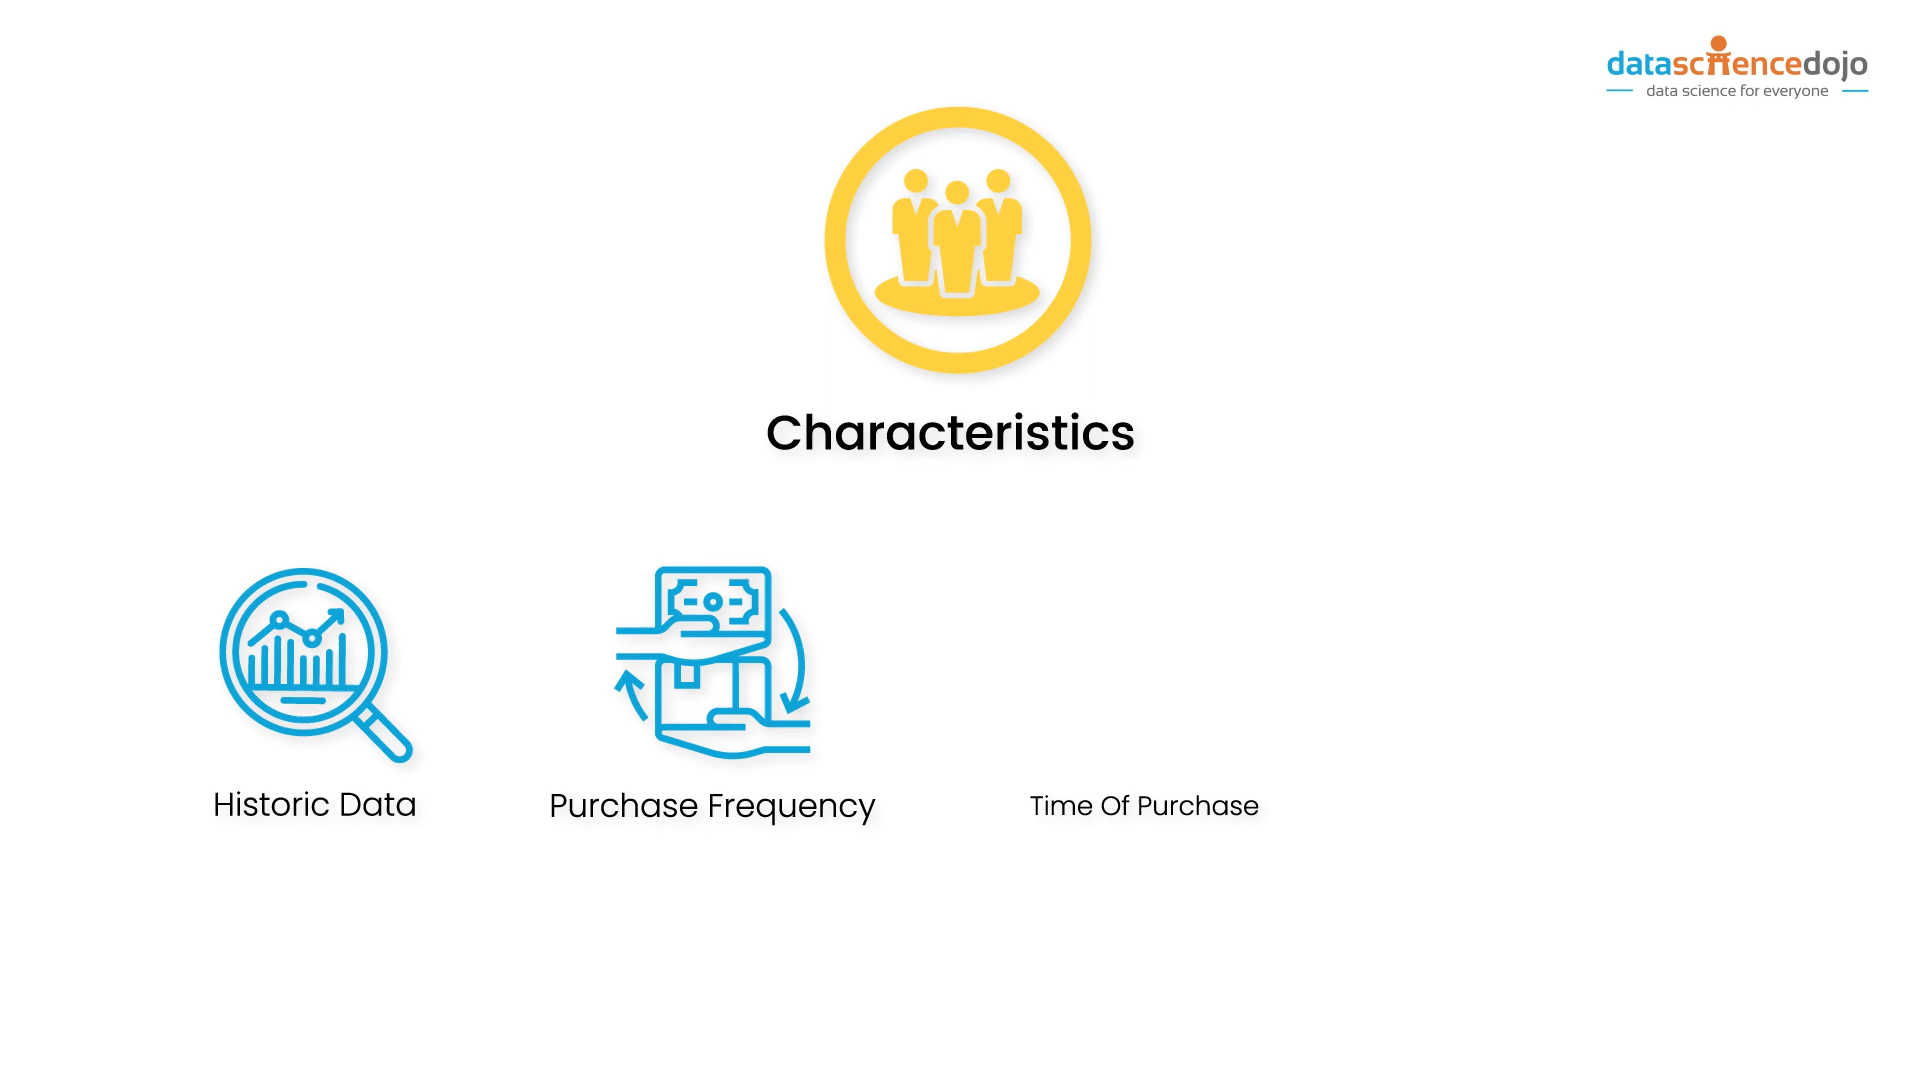 datasciencedojo
data science for everyone
Characteristics
Historic Data
Purchase Frequency
Time Of Purchase